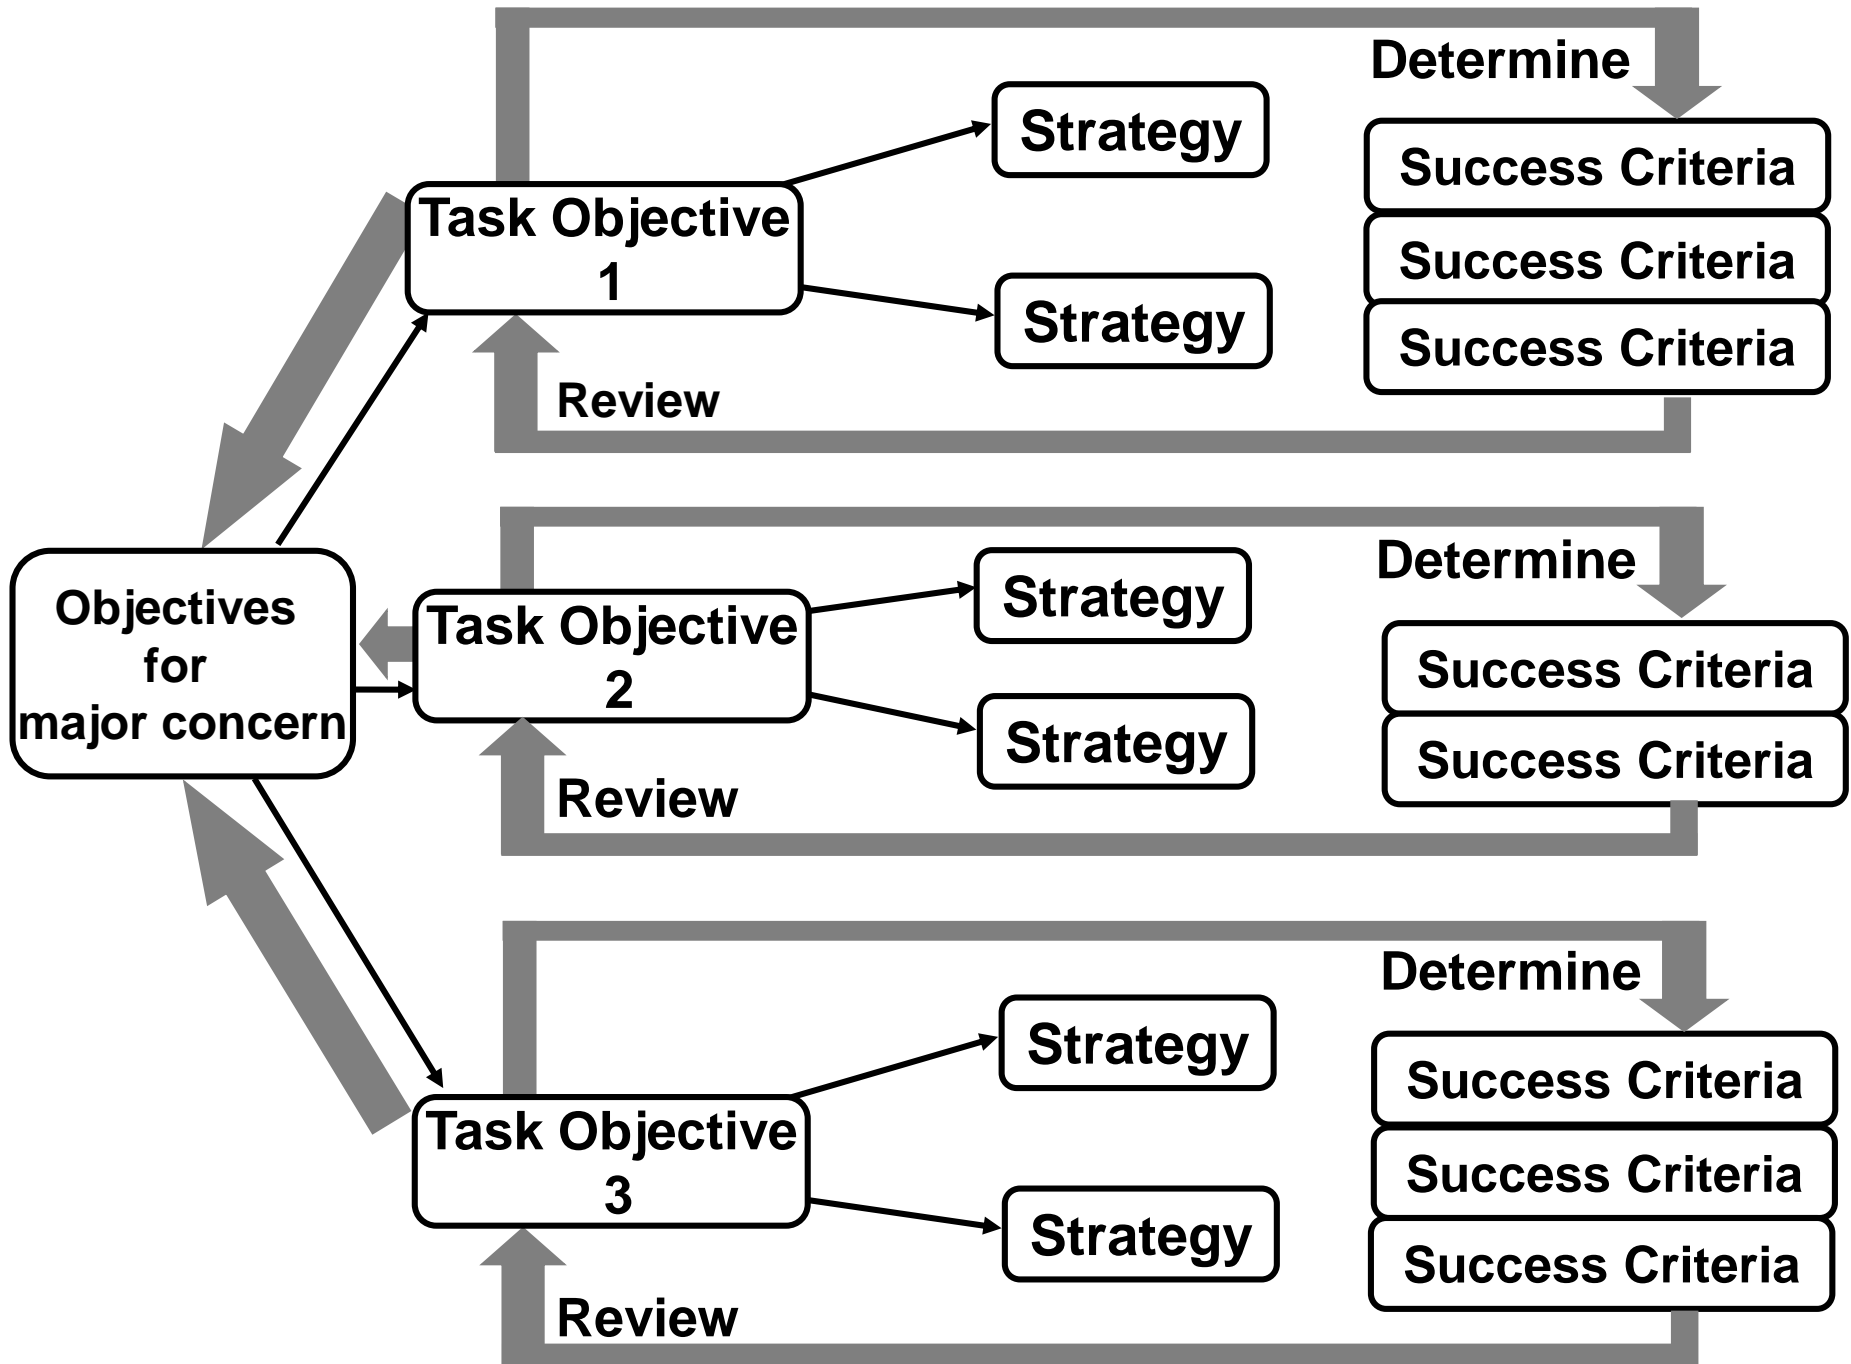 Determine
Strategy
Success Criteria
Task Objective
1
Success Criteria
Strategy
Success Criteria
Review
Determine
Strategy
Objectives
for
major concern
Task Objective
2
Success Criteria
Strategy
Success Criteria
Review
Determine
Strategy
Success Criteria
Task Objective
3
Success Criteria
Strategy
Success Criteria
Review